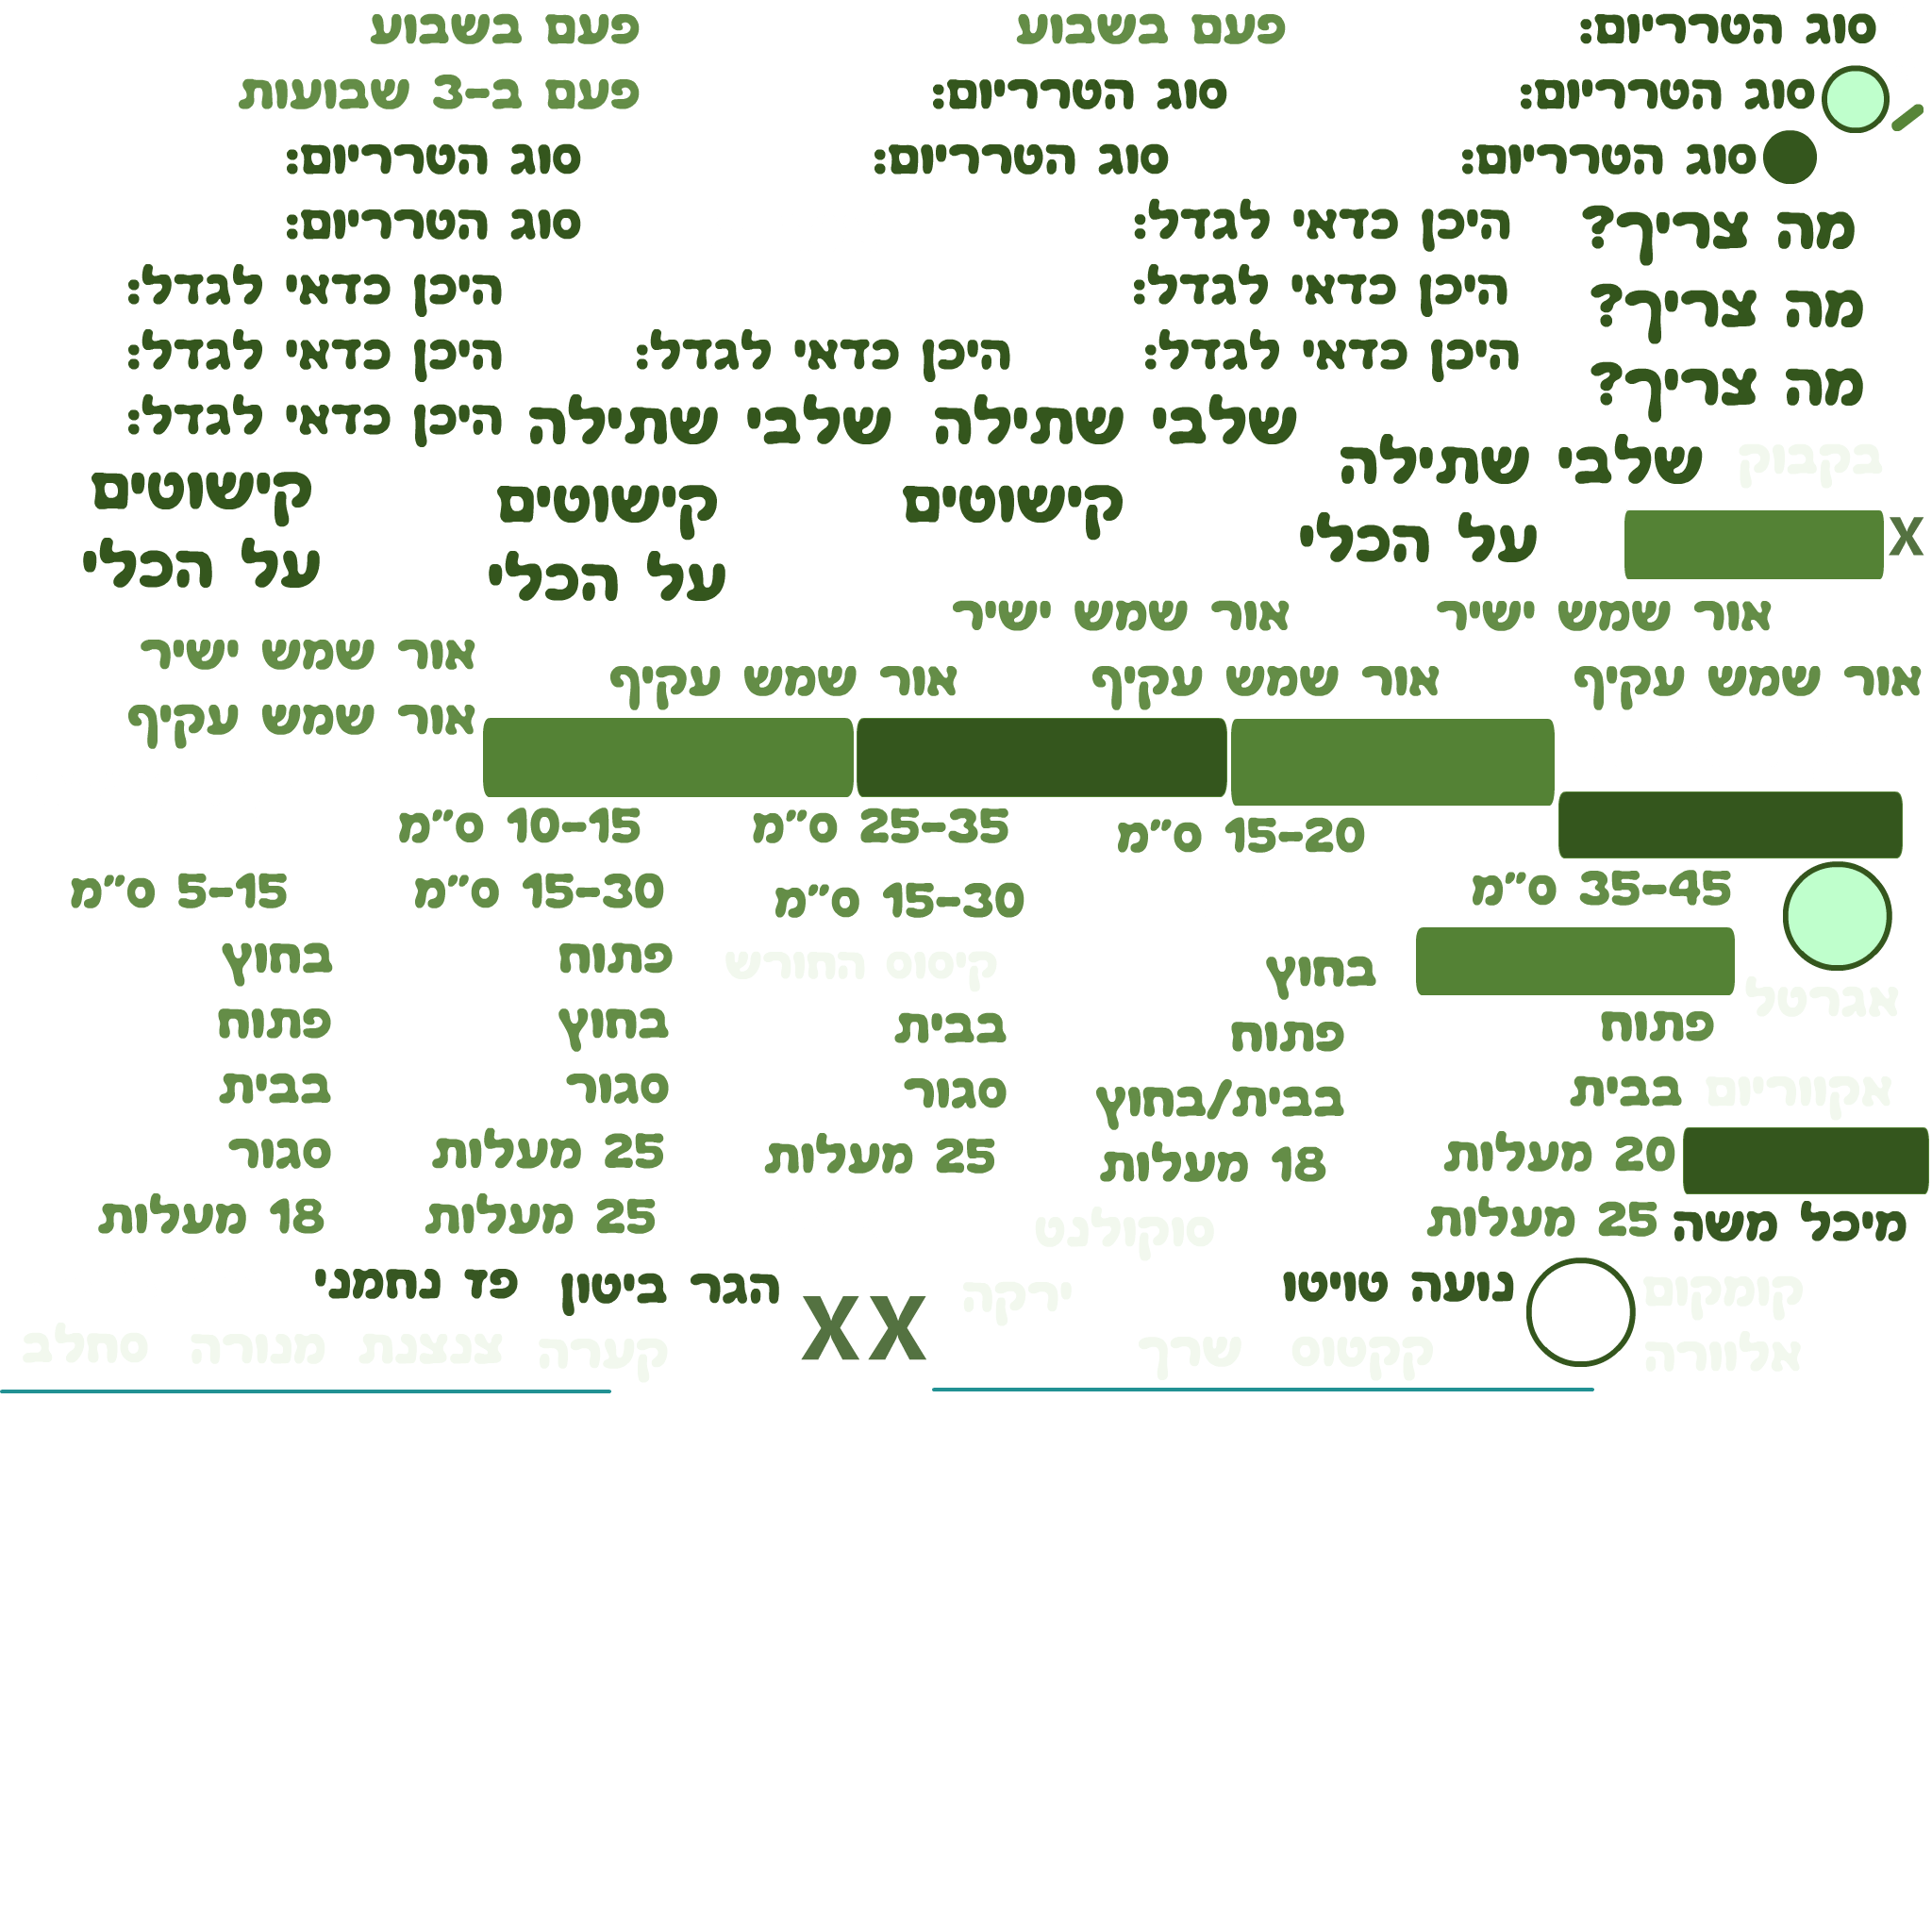 סוג הטרריום: פעם בשבוע פעם בשבוע
סוג הטרריום: סוג הטרריום: פעם ב-3 שבועות
סוג הטרריום: סוג הטרריום: סוג הטרריום:
מה צריך? היכן כדאי לגדל: סוג הטרריום:
מה צריך? היכן כדאי לגדל: היכן כדאי לגדל:
מה צריך? היכן כדאי לגדל: היכן כדאי לגדל: היכן כדאי לגדל:
שלבי שתילה שלבי שתילה היכן כדאי לגדל:
בקבוק שלבי שתילה
קישוטים קישוטים קישוטים
X על הכלי על הכלי על הכלי
אור שמש ישיר אור שמש ישיר אור שמש ישיר
אור שמש עקיף אור שמש עקיף אור שמש עקיף אור שמש עקיף
15-20 ס"מ 25-35 ס"מ 10-15 ס"מ
35-45 ס"מ 15-30 ס"מ 15-30 ס"מ 5-15 ס"מ
בחוץ קיסוס החורש פתוח בחוץ
אגרטל
פתוח פתוח בבית בחוץ פתוח
אקווריום בבית בבית/בחוץ סגור סגור בבית
20 מעלות 18 מעלות 25 מעלות 25 מעלות סגור
מיכל משה 25 מעלות סוקולנט 25 מעלות 18 מעלות
קומקום נועה טויטו ירקה הגר ביטון פז נחמני
אלוורה קקטוס שרך XX קערה צנצנת מנורה סחלב